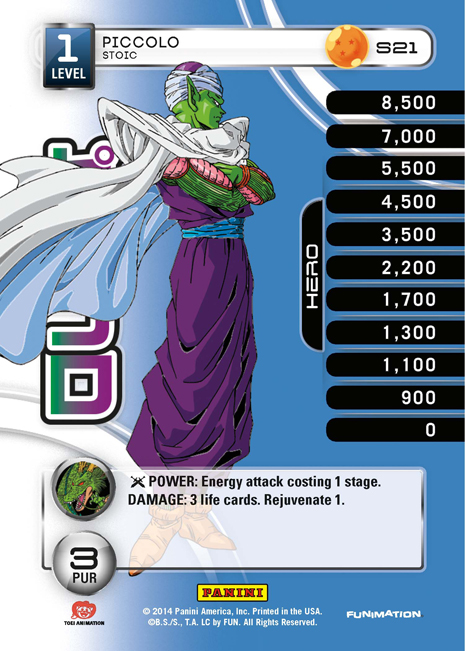 1
LEVEL
PICCOLO
STOIC
S21
8,500
7,000
5,500
4,500
3,500
2,200
1,700
1,300
1,100
900
0
HERO
POWER: Energy attack costing 1 stage.
DAMAGE: 3 life cards. Rejuvenate 1.
3
PUR
PANINI
TOEI ANIMATION
© 2014 Panini America, Inc. Printed in the USA.
©B.S./S., T.A. LC by FUN. All Rights Reserved.
FUNIMATION